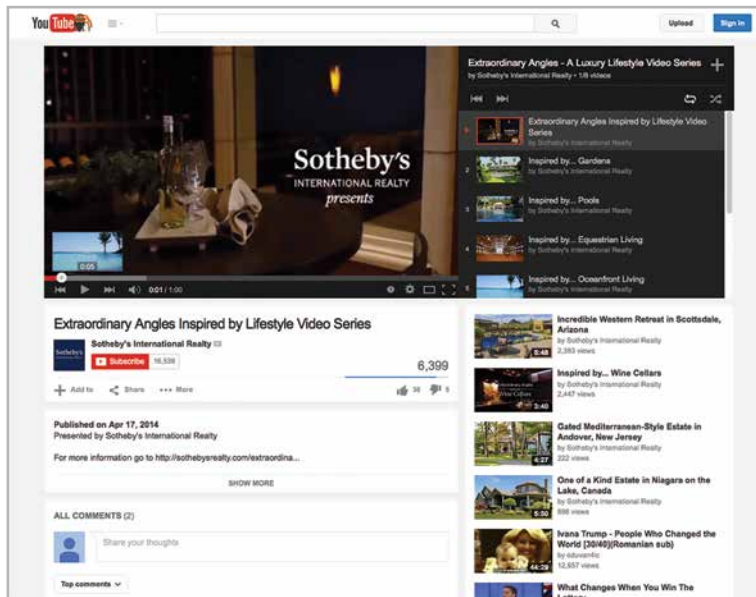 YouTube
Upload
Sign in
Sotheby's
INTERNATIONAL REALTY
presents
0:05
0:01 / 1:00
Extraordinary Angles - A Luxury Lifestyle Video Series
by Sotheby's International Realty • 1/8 videos
Extraordinary Angles Inspired by Lifestyle Video
Series
by Sotheby's International Realty
2
Inspired by... Gardens
by Sotheby's International Realty
3
Inspired by... Pools
by Sotheby's International Realty
4
Inspired by... Equestrian Living
by Sotheby's International Realty
5
Inspired by... Oceanfront Living
by Sotheby's International Realty
Extraordinary Angles Inspired by Lifestyle Video Series
Sotheby's
Sotheby's International Realty
Subscribe
6,399
Add to
Share
More
Published on Apr 17, 2014
Presented by Sotheby's International Realty
For more information go to http://sothebysrealty.com/extraordina...
SHOW MORE
ALL COMMENTS (2)
Share your thoughts
Top comments
Incredible Western Retreat in Scottsdale,
Arizona
by Sotheby's International Realty
2,393 views
5:48
Inspired by... Wine Cellars
by Sotheby's International Realty
2,447 views
Wine Cellars
3:40
Gated Mediterranean-Style Estate in
Andover, New Jersey
by Sotheby's International Realty
222 views
4:27
One of a Kind Estate in Niagara on the
Lake, Canada
by Sotheby's International Realty
views
5:50
Ivana Trump - People Who Changed the
World [30/40](Romanian sub)
by eduvan4ic
12,657 views
44:29
What Changes When You Win The